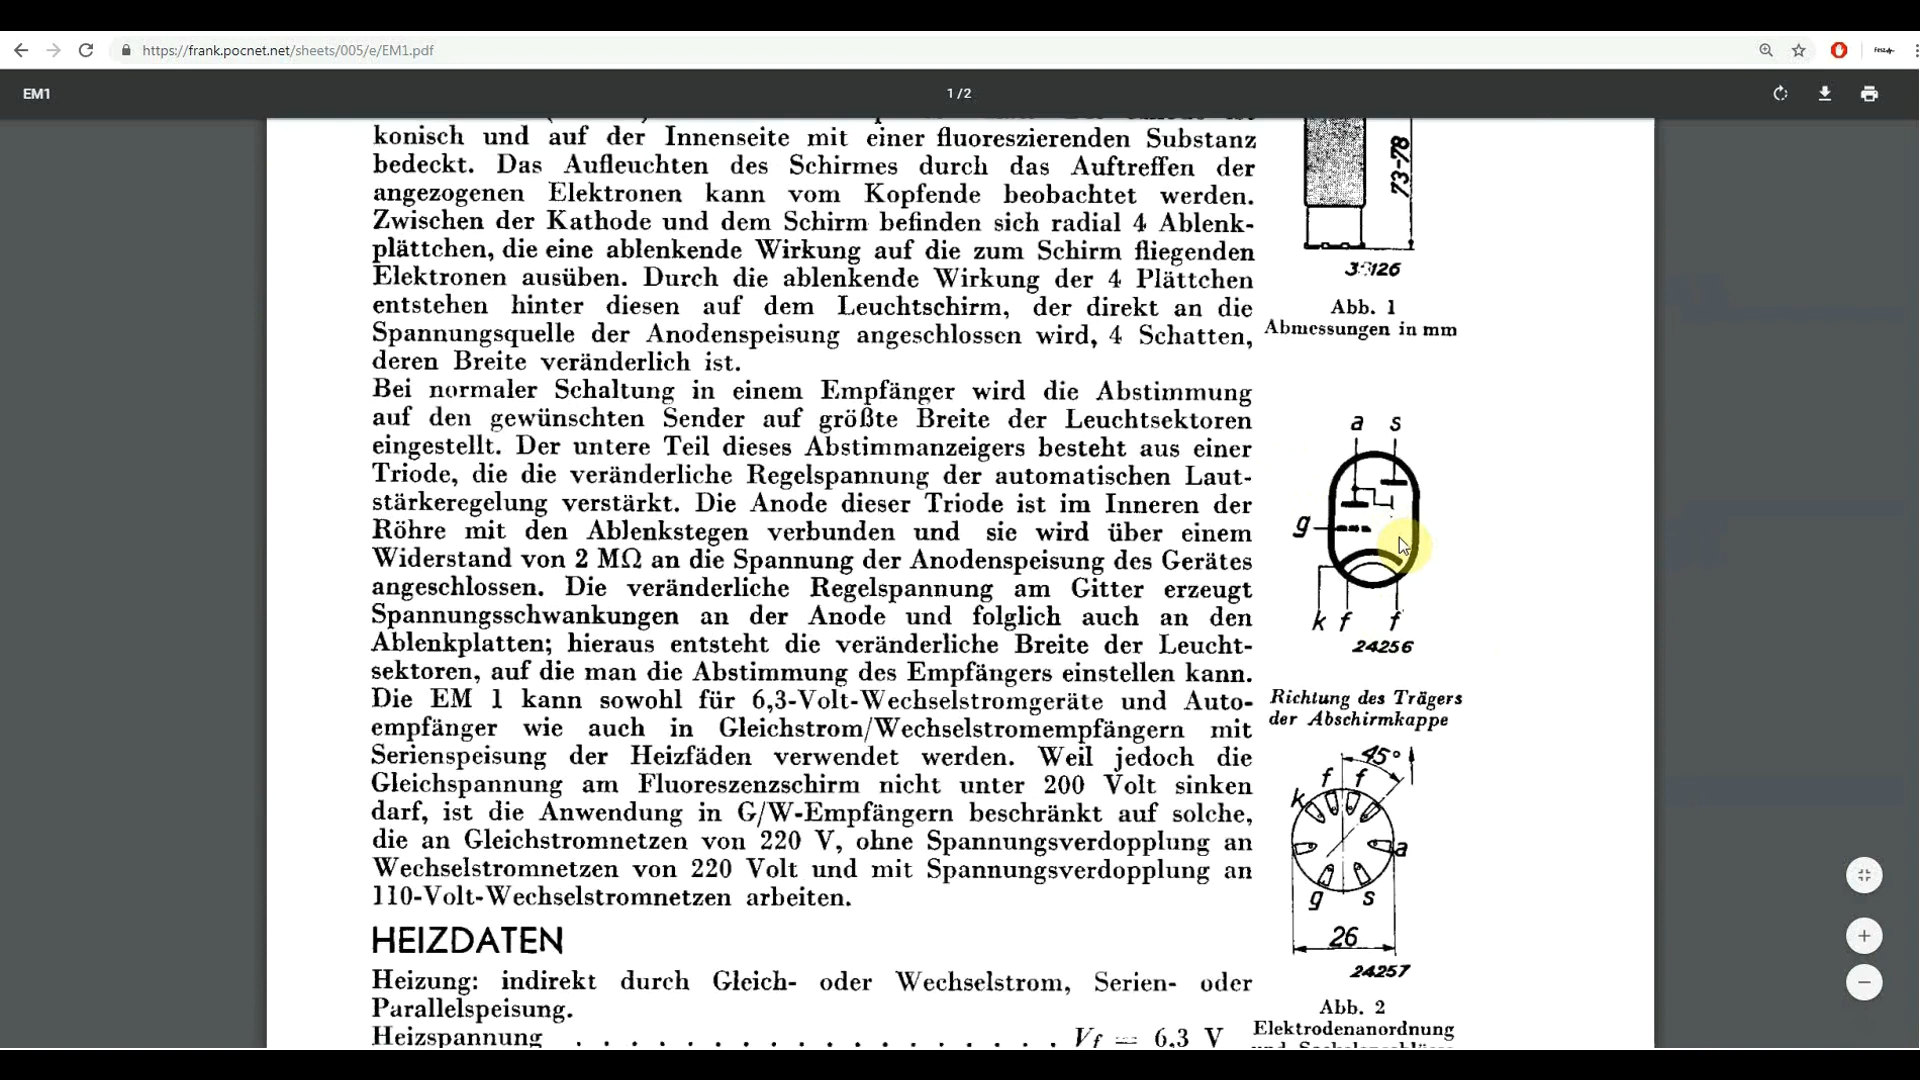 https://frank.pocnet.net/sheets/005/e/EM1.pdf
EM1
1 / 2
konisch und auf der Innenseite mit einer fluoreszierenden Substanz
bedeckt. Das Aufleuchten des Schirmes durch das Auftreffen der
angezogenen Elektronen kann vom Kopfende beobachtet werden.
Zwischen der Kathode und dem Schirm befinden sich radial 4 Ablenk-
plättchen, die eine ablenkende Wirkung auf die zum Schirm fliegenden
Elektronen ausüben. Durch die ablenkende Wirkung der 4 Plättchen
entstehen hinter diesen auf dem Leuchtschirm, der direkt an die
Spannungsquelle der Anodenspeisung angeschlossen wird, 4 Schatten,
deren Breite veränderlich ist.
Bei normaler Schaltung in einem Empfänger wird die Abstimmung
auf den gewünschten Sender auf größte Breite der Leuchtsektoren
eingestellt. Der untere Teil dieses Abstimmanzeigers besteht aus einer
Triode, die die veränderliche Regelspannung der automatischen Laut-
stärkeregelung verstärkt. Die Anode dieser Triode ist im Inneren der
Röhre mit den Ablenkstegen verbunden und sie wird über einem
Widerstand von 2 MΩ an die Spannung der Anodenspeisung des Gerätes
angeschlossen. Die veränderliche Regelspannung am Gitter erzeugt
Spannungsschwankungen an der Anode und folglich auch an den
Ablenkplatten; hieraus entsteht die veränderliche Breite der Leucht-
sektoren, auf die man die Abstimmung des Empfängers einstellen kann.
Die EM 1 kann sowohl für 6,3-Volt-Wechselstromgeräte und Auto-
empfänger wie auch in Gleichstrom/Wechselstromempfängern mit
Serienspeisung der Heizfäden verwendet werden. Weil jedoch die
Gleichspannung am Fluoreszenzschirm nicht unter 200 Volt sinken
darf, ist die Anwendung in G/W-Empfängern beschränkt auf solche,
die an Gleichstromnetzen von 220 V, ohne Spannungsverdopplung an
Wechselstromnetzen von 220 Volt und mit Spannungsverdopplung an
110-Volt-Wechselstromnetzen arbeiten.
HEIZDATEN
Heizung: indirekt durch Gleich- oder Wechselstrom, Serien- oder
Parallelspeisung.
Heizspannung . . . . . . . . . . . . . . . . . . Vf = 6,3 V
73-78
Abb. 1
Abmessungen in mm
a s
g
k f f
24256
Richtung des Trägers
der Abschirmkappe
45°
f f
k
a
g s
26
24257
Abb. 2
Elektrodenanordnung